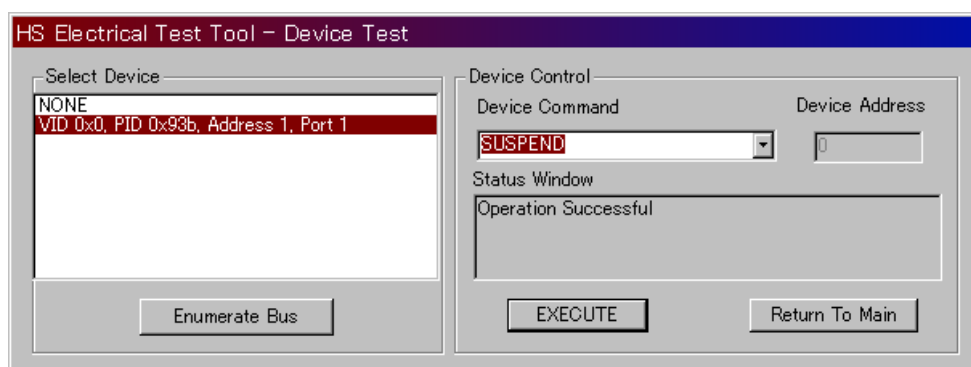 HS Electrical Test Tool - Device Test
Select Device
NONE
VID 0x0, PID 0x93b, Address 1, Port 1
Enumerate Bus
Device Control
Device Command
Device Address
SUSPEND
0
Status Window
Operation Successful
EXECUTE
Return To Main